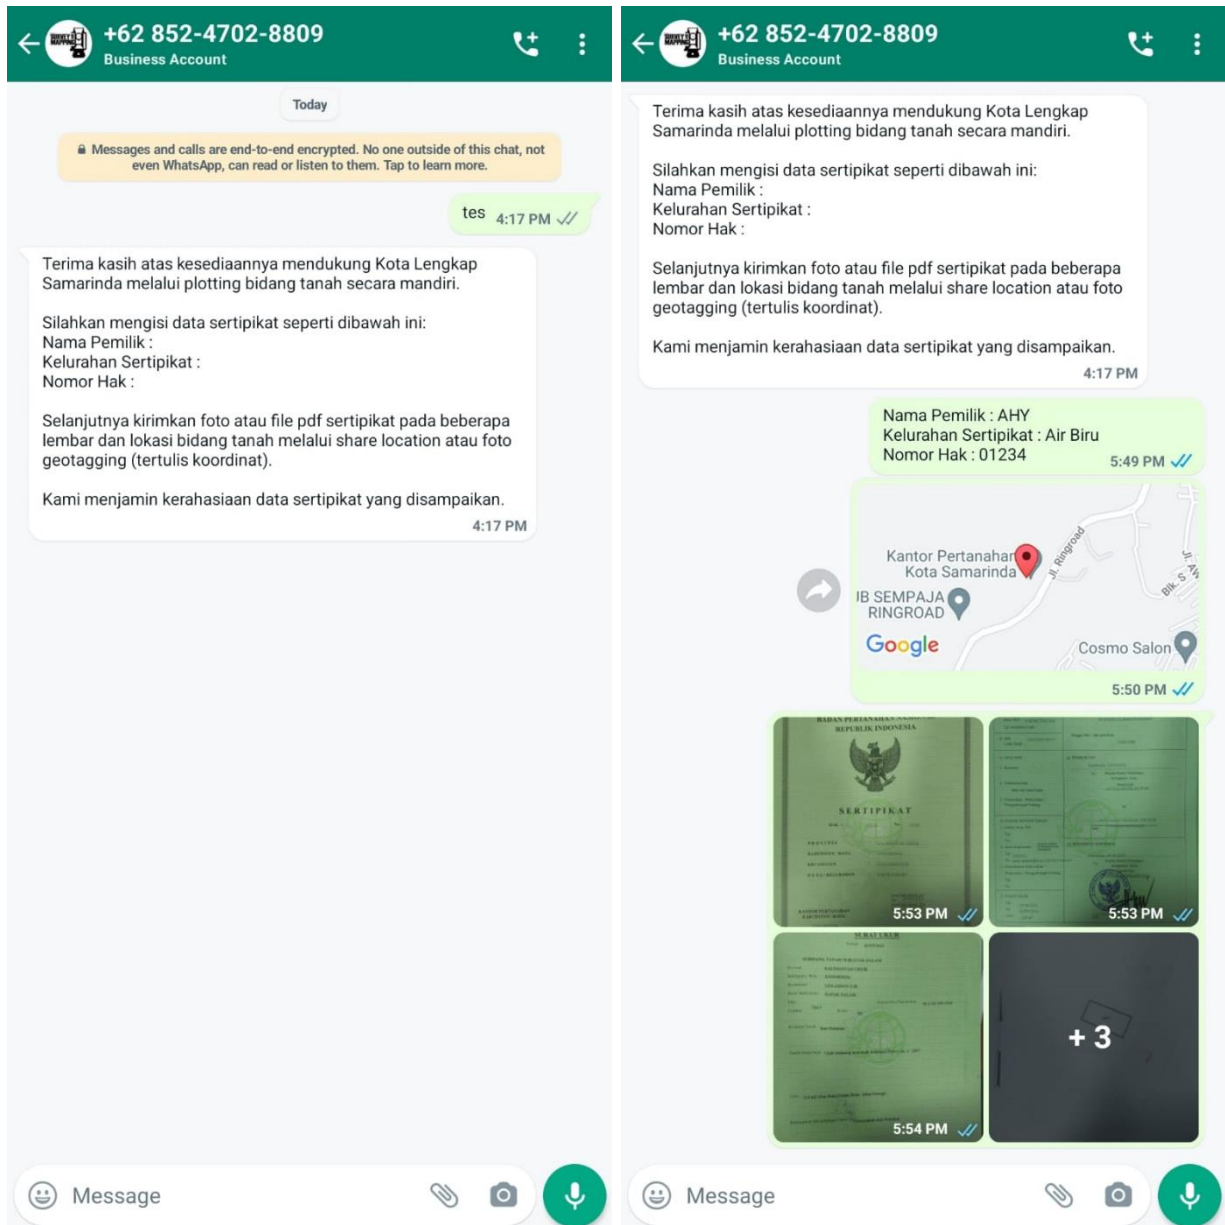 +62 852-4702-8809
Business Account
Today
Messages and calls are end-to-end encrypted. No one outside of this chat, not
even WhatsApp, can read or listen to them. Tap to learn more.
tes 4:17 PM
Terima kasih atas kesediaannya mendukung Kota Lengkap
Samarinda melalui plotting bidang tanah secara mandiri.
Silahkan mengisi data sertipikat seperti dibawah ini:
Nama Pemilik :
Kelurahan Sertipikat :
Nomor Hak :
Selanjutnya kirimkan foto atau file pdf sertipikat pada beberapa
lembar dan lokasi bidang tanah melalui share location atau foto
geotagging (tertulis koordinat).
Kami menjamin kerahasiaan data sertipikat yang disampaikan.
4:17 PM
Message
+62 852-4702-8809
Business Account
Terima kasih atas kesediaannya mendukung Kota Lengkap
Samarinda melalui plotting bidang tanah secara mandiri.
Silahkan mengisi data sertipikat seperti dibawah ini:
Nama Pemilik :
Kelurahan Sertipikat :
Nomor Hak :
Selanjutnya kirimkan foto atau file pdf sertipikat pada beberapa
lembar dan lokasi bidang tanah melalui share location atau foto
geotagging (tertulis koordinat).
Kami menjamin kerahasiaan data sertipikat yang disampaikan.
4:17 PM
Nama Pemilik : AHY
Kelurahan Sertipikat : Air Biru
Nomor Hak : 01234
5:49 PM
Kantor Pertanahan
Kota Samarinda
Jl. Ringroad
JB SEMPAJA
RINGROAD
Blk. S
Jl. AW
Google
Cosmo Salon
5:50 PM
BADAN PERTANAHAN
REPUBLIK INDONESIA
SERTIPIKAT
5:53 PM
5:53 PM
SURAT UKUR
5:54 PM
+ 3
Message